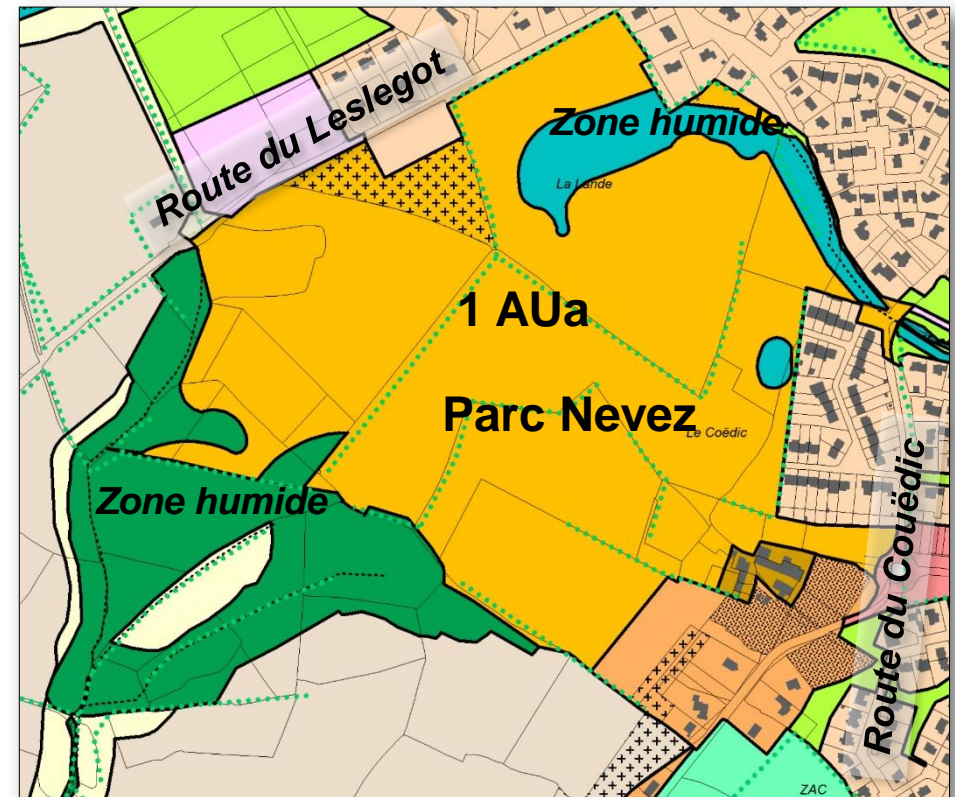 Route du Leslegot
Zone humide
La Lande
1 AUa
Parc Nevez
Le Coëdic
Zone humide
Route du Couëdic
ZAC